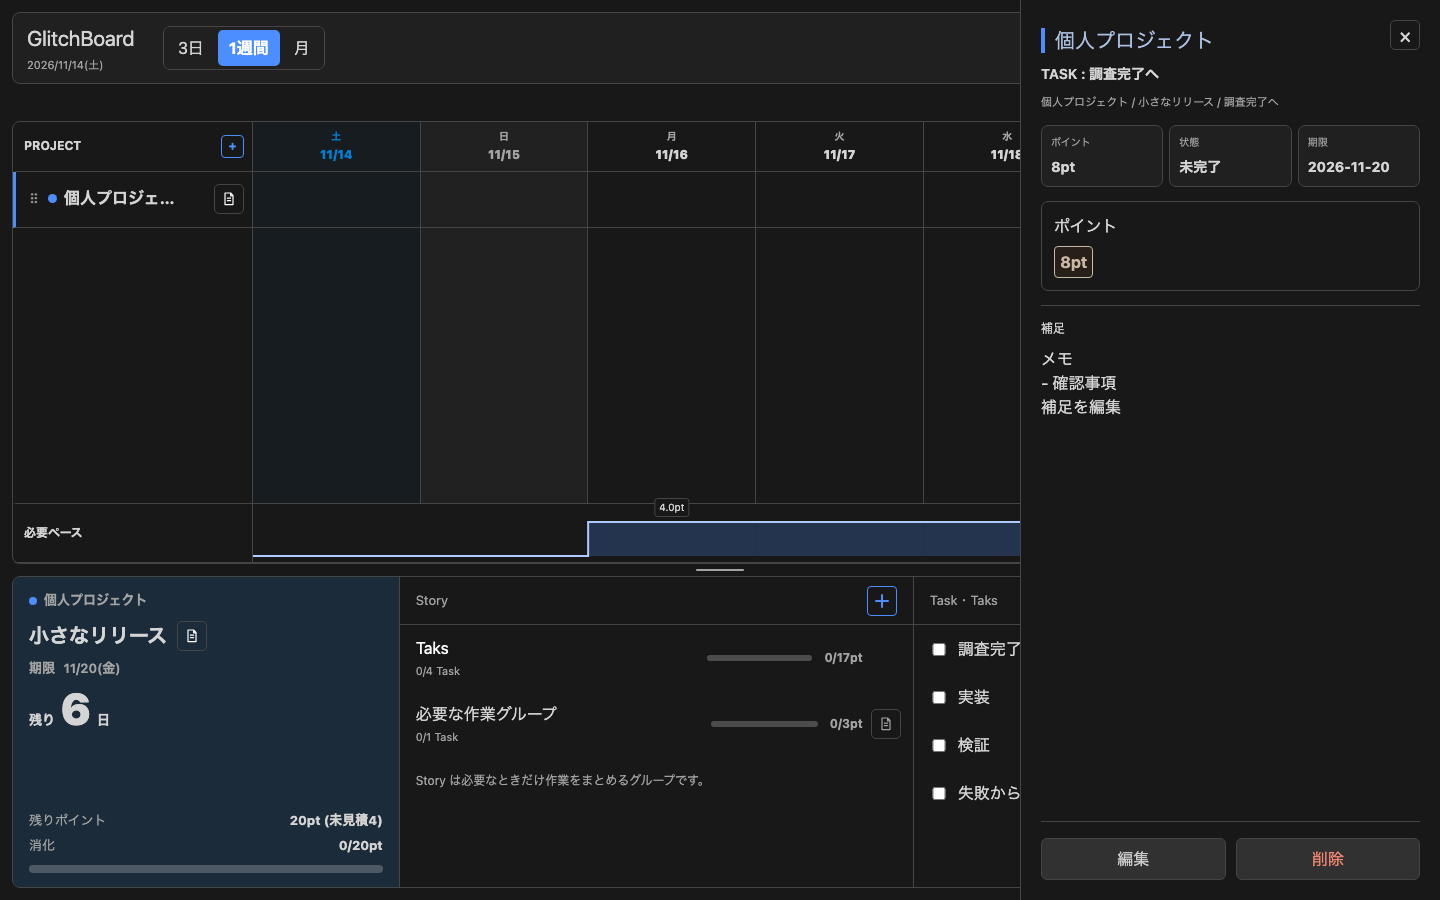 GlitchBoard
2026/11/14(土)
3日 1週間 月
PROJECT +
土
11/14
日
11/15
月
11/16
火
11/17
水
11/18
個人プロジェ...
4.0pt
必要ペース
個人プロジェクト
小さなリリース
期限 11/20(金)
残り 6 日
残りポイント 20pt (未見積4)
消化 0/20pt
Story +
Taks
0/4 Task
0/17pt
必要な作業グループ
0/1 Task
0/3pt
Story は必要なときだけ作業をまとめるグループです。
Task・Taks
調査完了
実装
検証
失敗から
個人プロジェクト
×
TASK : 調査完了へ
個人プロジェクト / 小さなリリース / 調査完了へ
ポイント
8pt
状態
未完了
期限
2026-11-20
ポイント
8pt
補足
メモ
- 確認事項
補足を編集
編集 削除